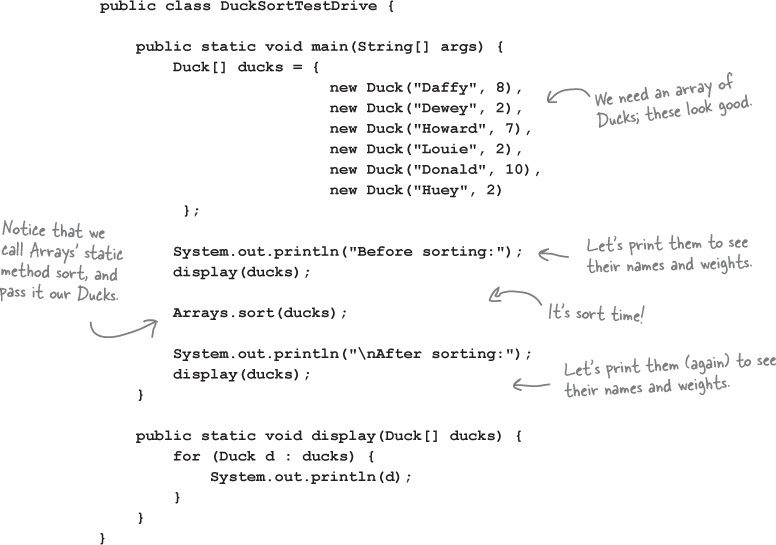 public class DuckSortTestDrive {
public static void main(String[] args) {
Duck[] ducks = {
new Duck("Daffy", 8),
new Duck("Dewey", 2),
new Duck("Howard", 7),
new Duck("Louie", 2),
new Duck("Donald", 10),
new Duck("Huey", 2)
};
We need an array of
Ducks; these look good.
Notice that we
call Arrays' static
method sort, and
pass it our Ducks.
System.out.println("Before sorting:");
display(ducks);
Let's print them to see
their names and weights.
Arrays.sort(ducks);
It's sort time!
System.out.println("\nAfter sorting:");
display(ducks);
Let's print them (again) to see
their names and weights.
}
public static void display(Duck[] ducks) {
for (Duck d : ducks) {
System.out.println(d);
}
}
}